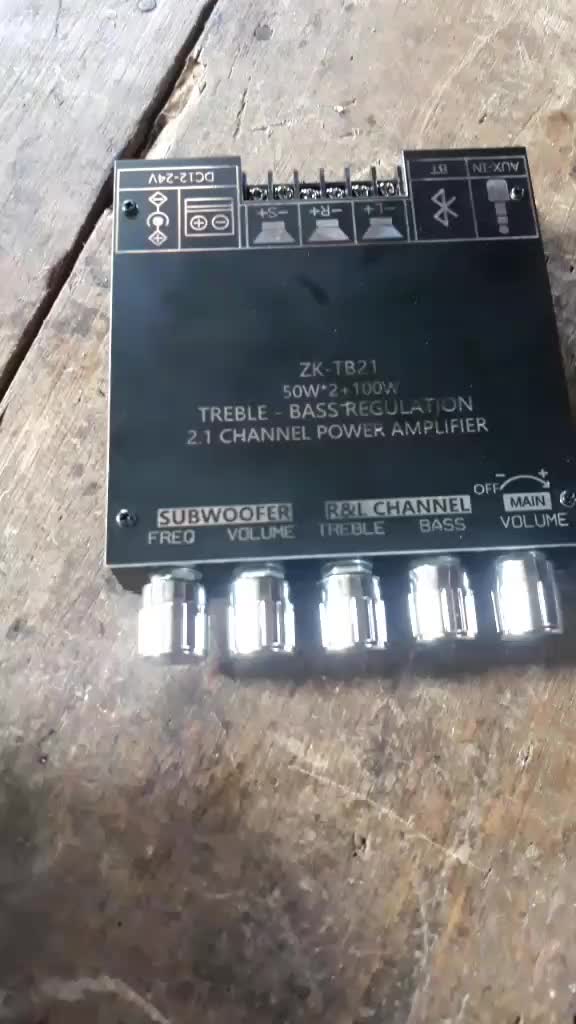 DC12-24V
BT
AUX-IN
-S+
-R+
-L+
ZK-TB21
50W*2+100W
TREBLE - BASS REGULATION
2.1 CHANNEL POWER AMPLIFIER
SUBWOOFER
R&L CHANNEL
OFF - +
MAIN
FREQ
VOLUME
TREBLE
BASS
VOLUME